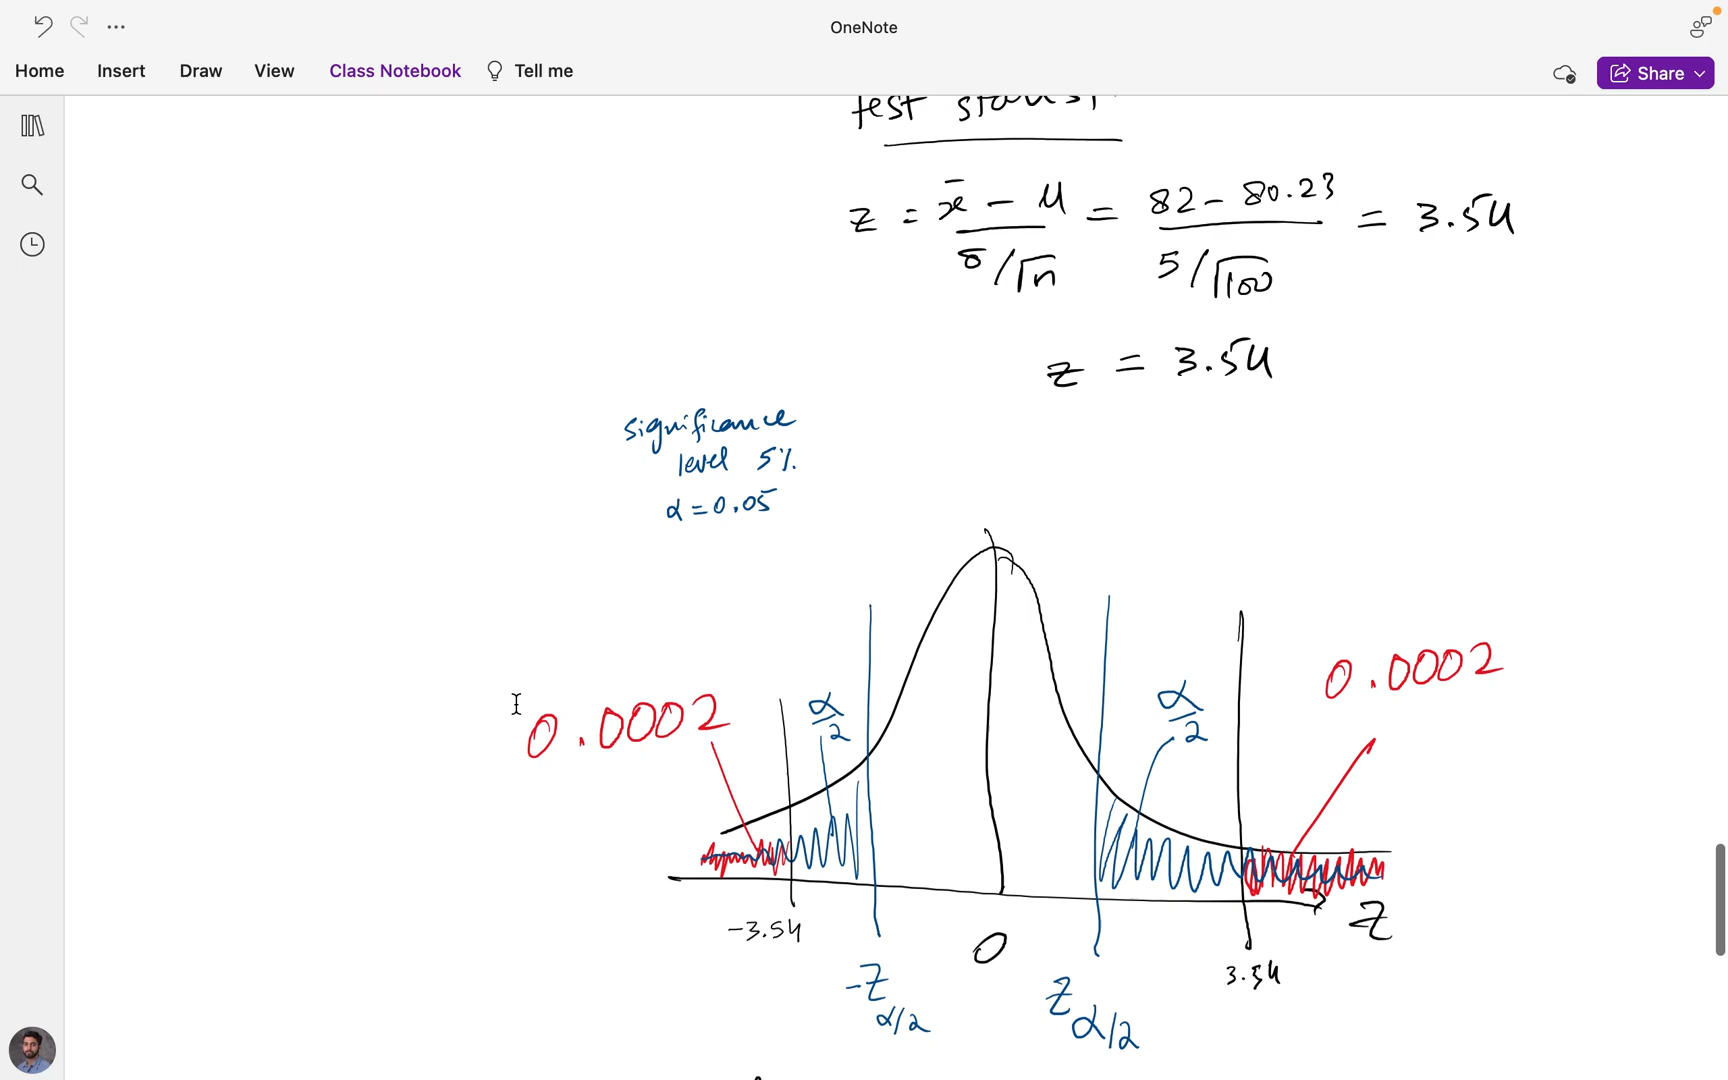 OneNote
Home Insert Draw View Class Notebook Tell me Share
test
z = x̄ − μ / σ/√n = 82 − 80.23 / 5/√100 = 3.54
z = 3.54
significance
level 5%
α = 0.05
0.0002
0.0002
α/2
α/2
−3.54
0
3.54
Z
−Z α/2
Z α/2